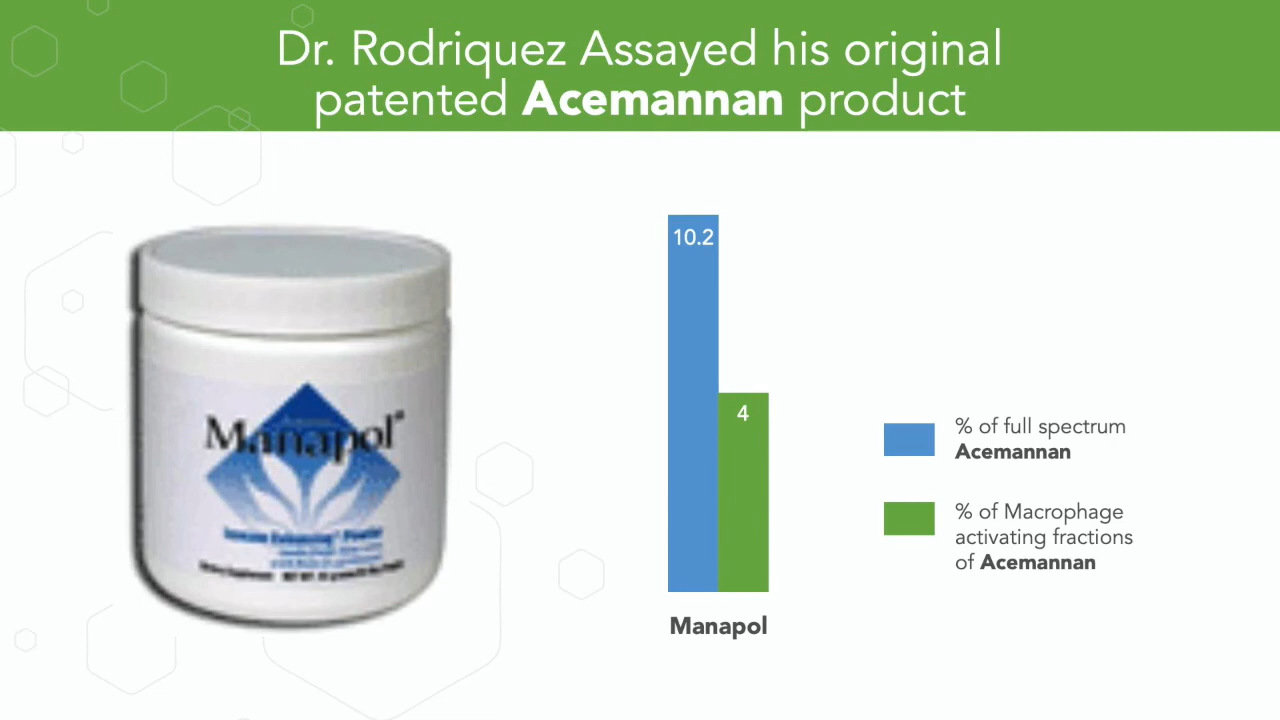 Dr. Rodriquez Assayed his original
patented Acemannan product
10.2
4
Manapol
% of full spectrum
Acemannan
% of Macrophage
activating fractions
of Acemannan
Manapol